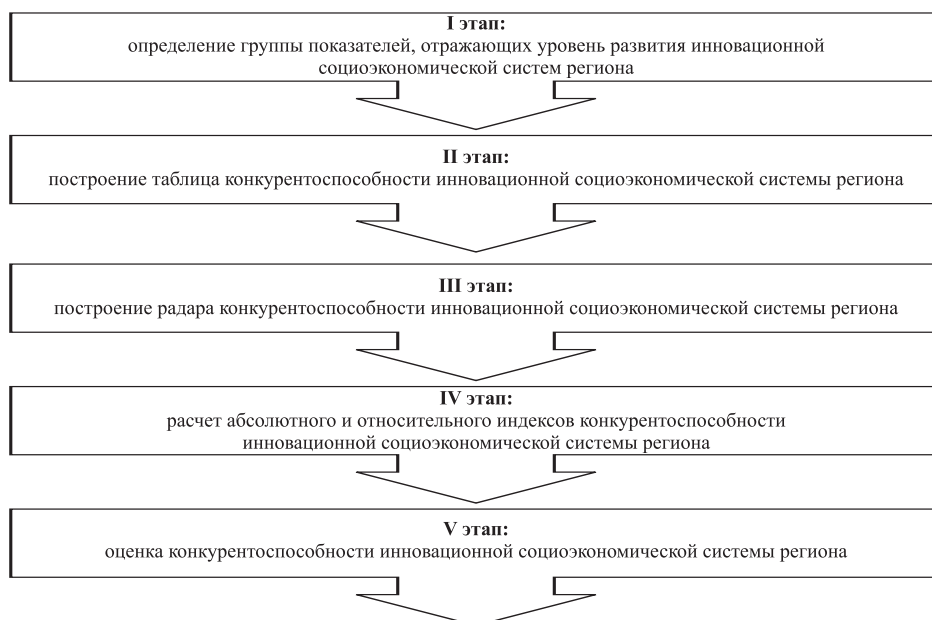 I этап:
определение группы показателей, отражающих уровень развития инновационной
социоэкономической систем региона
II этап:
построение таблица конкурентоспособности инновационной социоэкономической системы региона
III этап:
построение радара конкурентоспособности инновационной социоэкономической системы региона
IV этап:
расчет абсолютного и относительного индексов конкурентоспособности
инновационной социоэкономической системы региона
V этап:
оценка конкурентоспособности инновационной социоэкономической системы региона